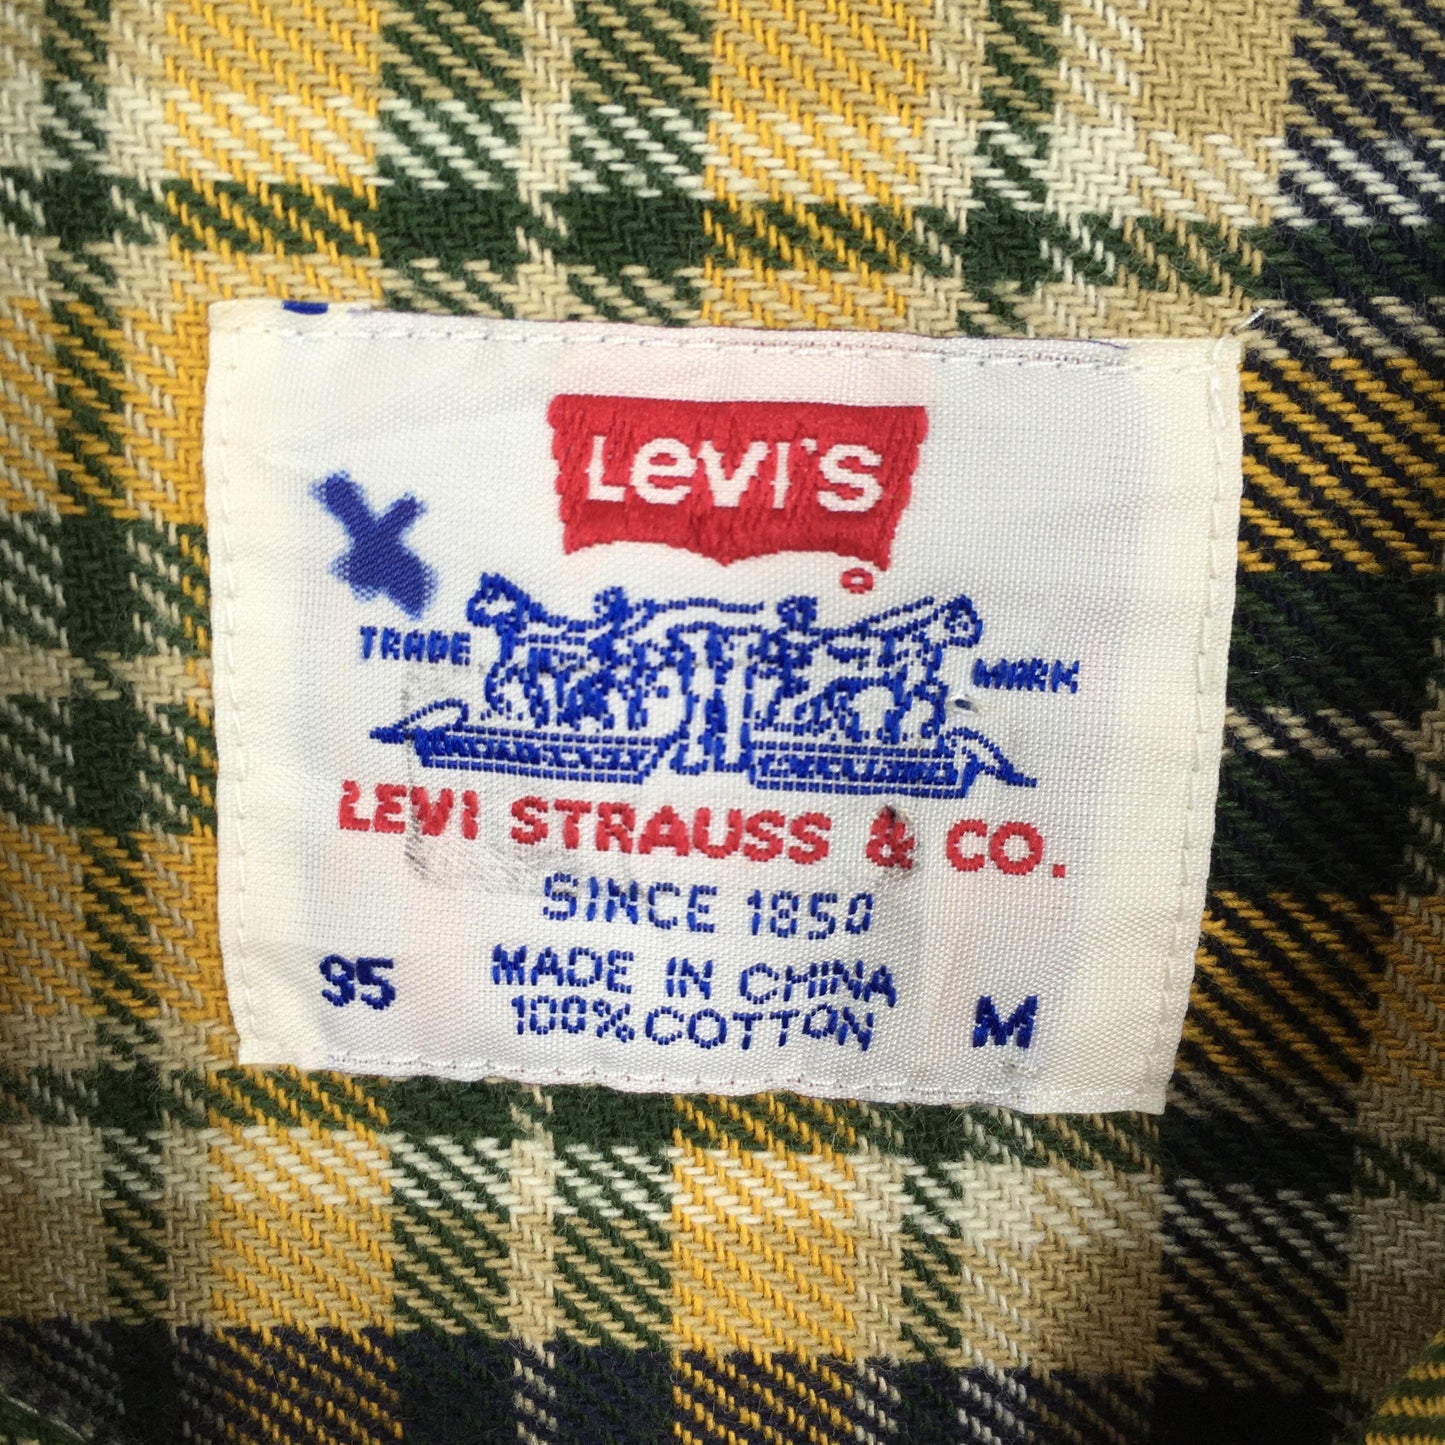 LEVI'S
®
TRADE MARK
LEVI STRAUSS & CO.
SINCE 1850
95 MADE IN CHINA M
100% COTTON